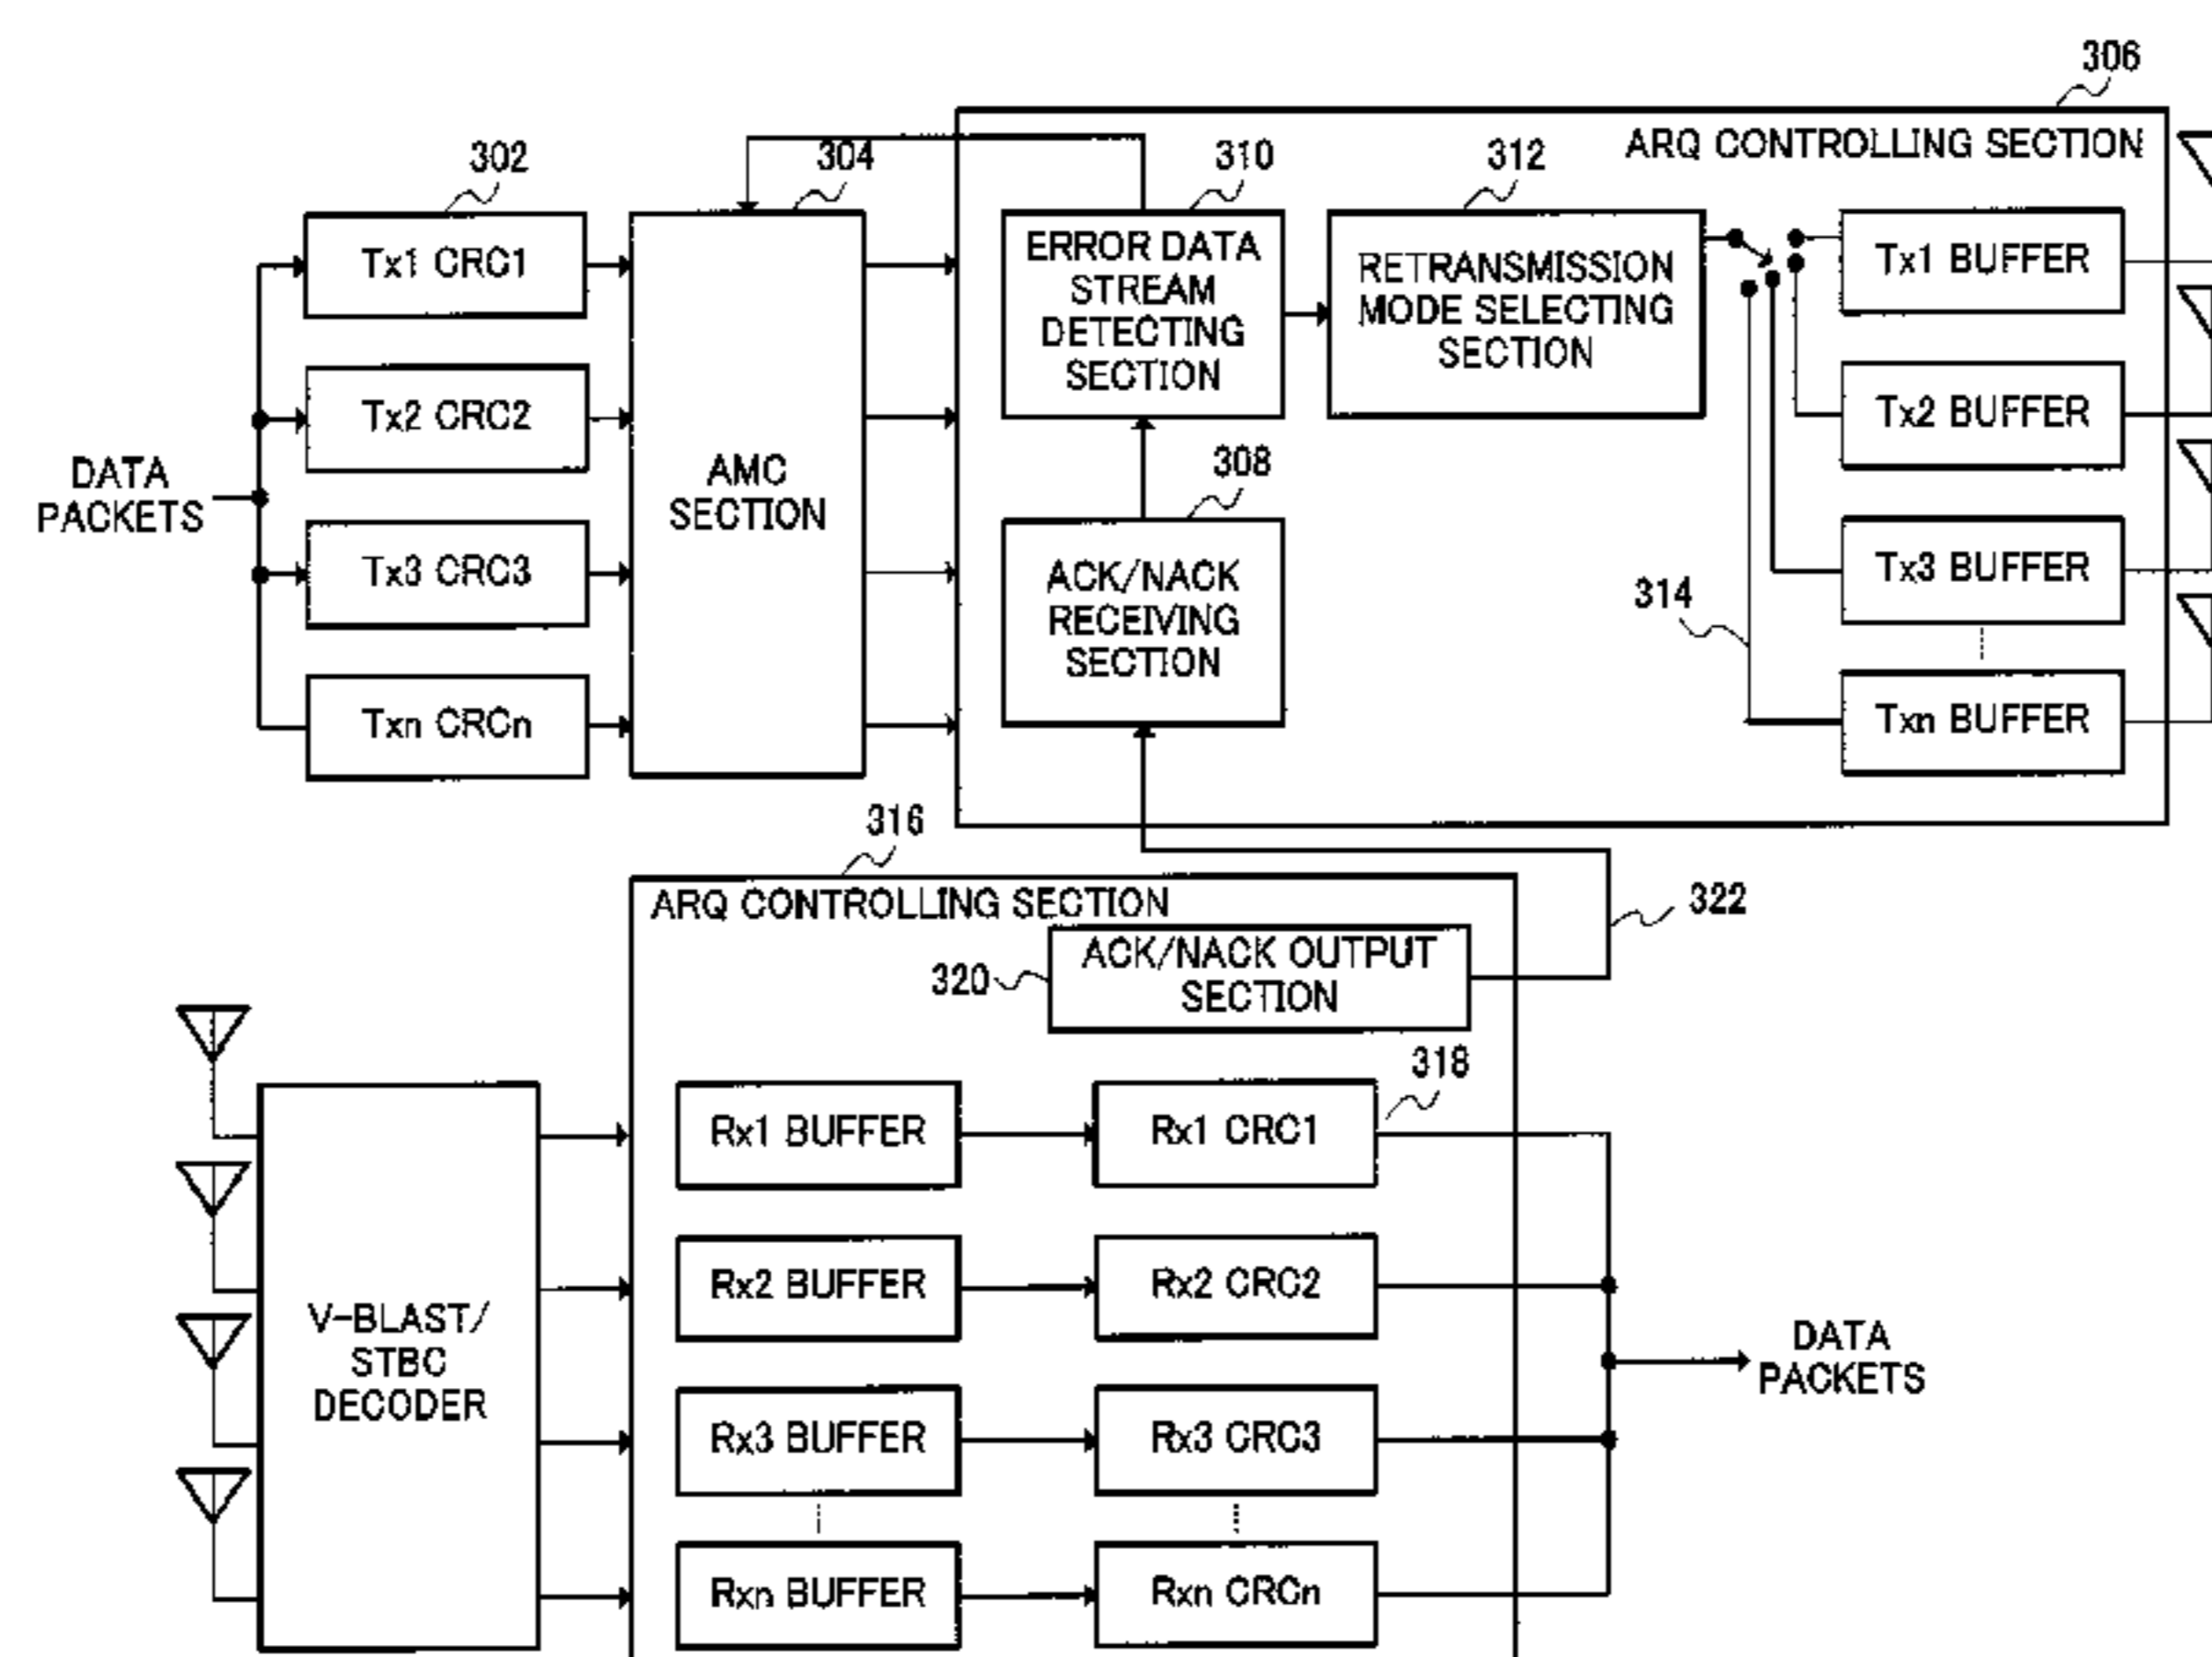 306
ARQ CONTROLLING SECTION
302
304
310
312
Tx1 CRC1
ERROR DATA
STREAM
DETECTING
SECTION
RETRANSMISSION
MODE SELECTING
SECTION
Tx1 BUFFER
Tx2 CRC2
Tx2 BUFFER
DATA
PACKETS
AMC
SECTION
308
Tx3 CRC3
ACK/NACK
RECEIVING
SECTION
314
Tx3 BUFFER
Txn CRCn
Txn BUFFER
316
ARQ CONTROLLING SECTION
322
320
ACK/NACK OUTPUT
SECTION
318
Rx1 BUFFER
Rx1 CRC1
Rx2 BUFFER
Rx2 CRC2
V-BLAST/
STBC
DECODER
DATA
PACKETS
Rx3 BUFFER
Rx3 CRC3
Rxn BUFFER
Rxn CRCn